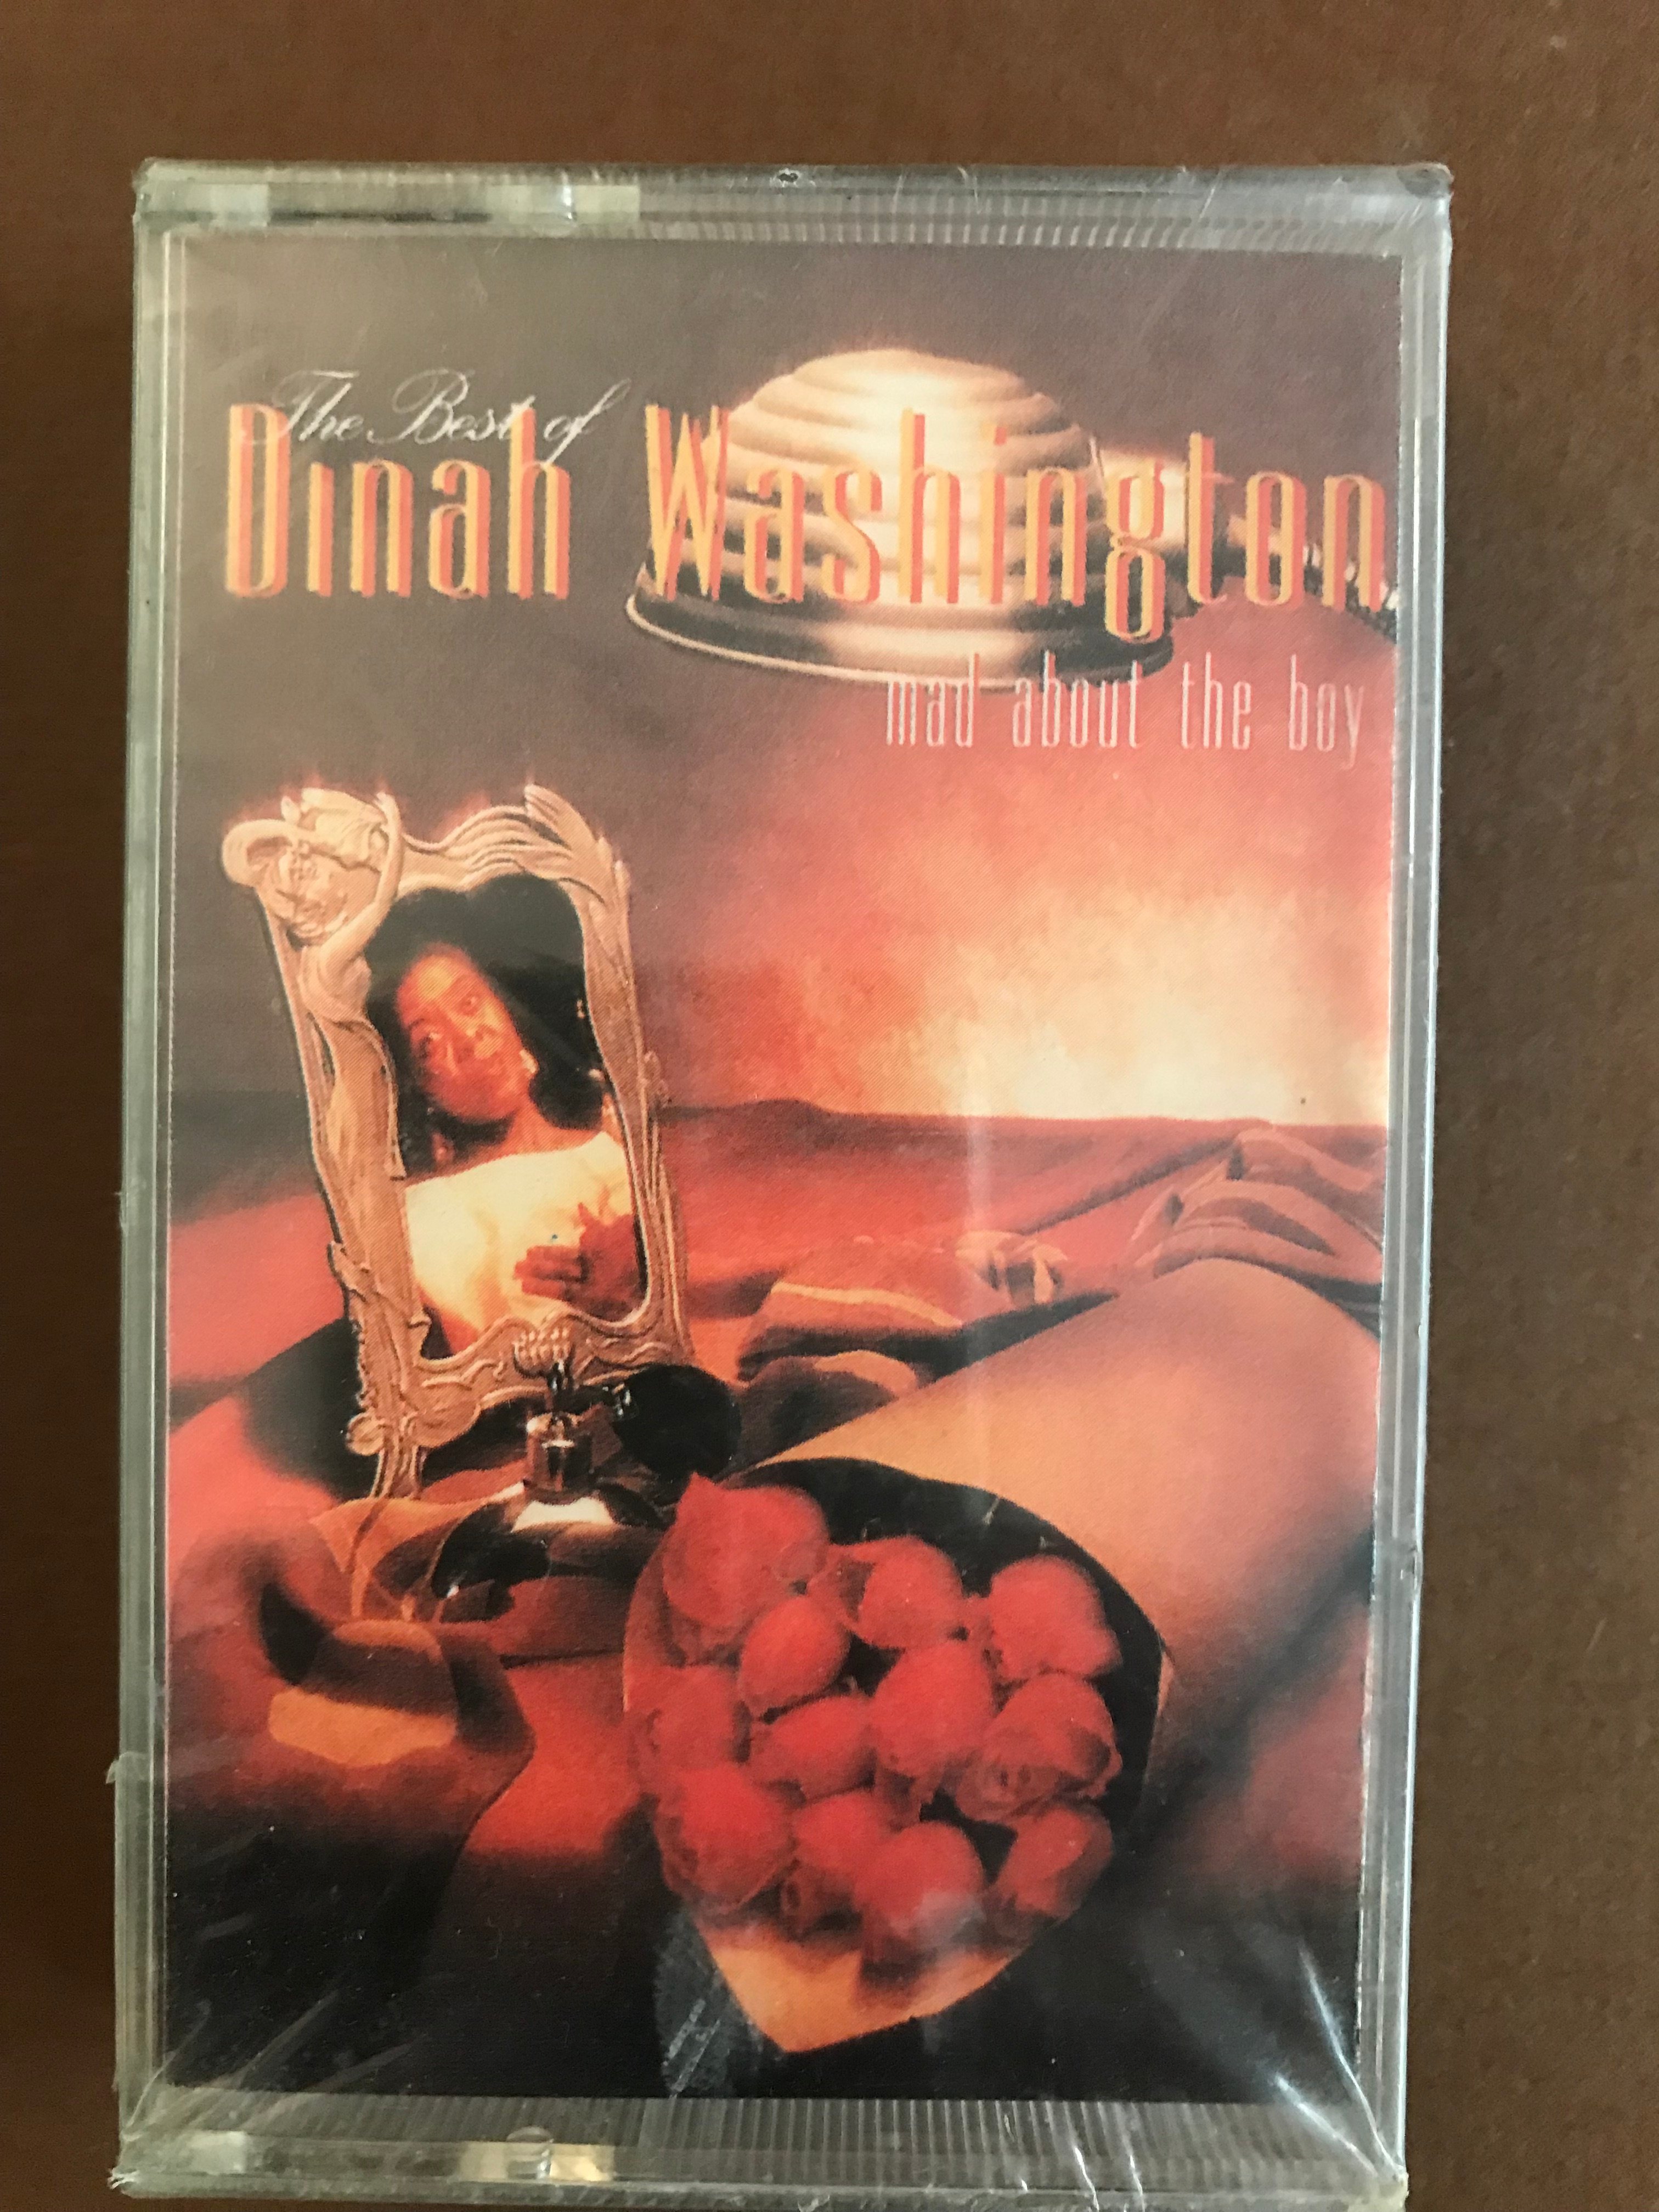 The Best of
Dinah Washington
mad about the boy